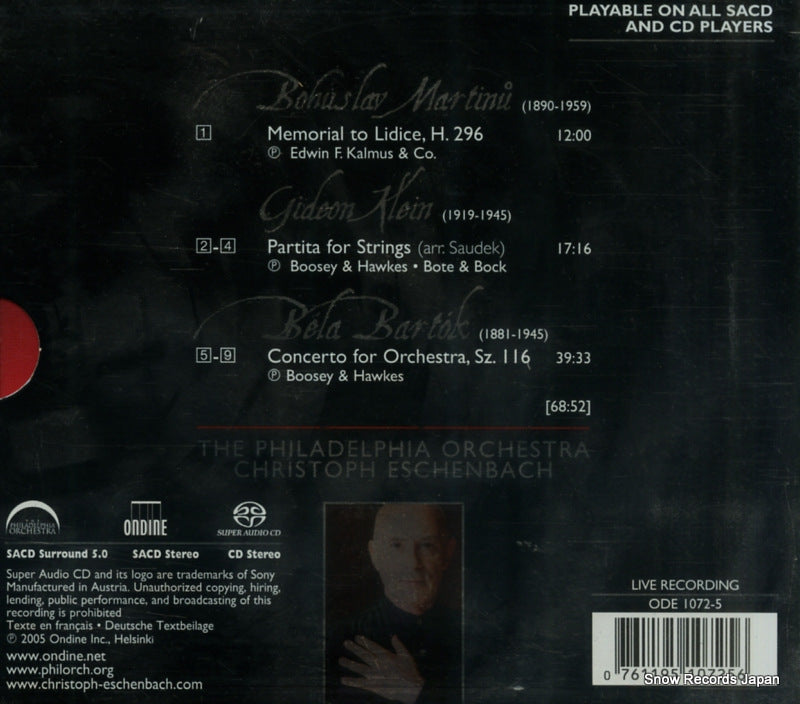 PLAYABLE ON ALL SACD
AND CD PLAYERS
Bohuslav Martinů (1890-1959)
1 Memorial to Lidice, H. 296 12:00
℗ Edwin F. Kalmus & Co.
Gideon Klein (1919-1945)
2-4 Partita for Strings (arr. Saudek) 17:16
℗ Boosey & Hawkes • Bote & Bock
Béla Bartók (1881-1945)
5-9 Concerto for Orchestra, Sz. 116 39:33
℗ Boosey & Hawkes
[68:52]
THE PHILADELPHIA ORCHESTRA
CHRISTOPH ESCHENBACH
THE PHILADELPHIA ORCHESTRA
ONDINE
SUPER AUDIO CD
SACD Surround 5.0 SACD Stereo CD Stereo
Super Audio CD and its logo are trademarks of Sony
Manufactured in Austria. Unauthorized copying, hiring,
lending, public performance, and broadcasting of this
recording is prohibited
Texte en français • Deutsche Textbeilage
℗ 2005 Ondine Inc., Helsinki
www.ondine.net
www.philorch.org
www.christoph-eschenbach.com
LIVE RECORDING
ODE 1072-5
0 761195 107256
Snow Records Japan